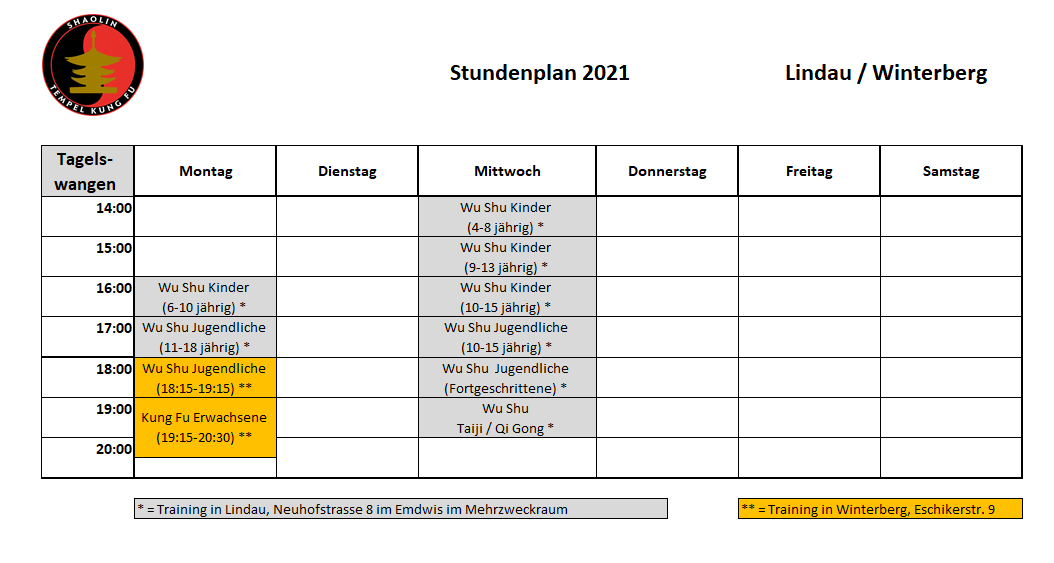 SHAOLIN
TEMPEL KUNG FU
Stundenplan 2021
Lindau / Winterberg
Tagels-
wangen
Montag
Dienstag
Mittwoch
Donnerstag
Freitag
Samstag
14:00
Wu Shu Kinder
(4-8 jährig) *
15:00
Wu Shu Kinder
(9-13 jährig) *
16:00
Wu Shu Kinder
(6-10 jährig) *
Wu Shu Kinder
(10-15 jährig) *
17:00
Wu Shu Jugendliche
(11-18 jährig) *
Wu Shu Jugendliche
(10-15 jährig) *
18:00
Wu Shu Jugendliche
(18:15-19:15) **
Wu Shu  Jugendliche
(Fortgeschrittene) *
19:00
Kung Fu Erwachsene
(19:15-20:30) **
Wu Shu
Taiji / Qi Gong *
20:00
* = Training in Lindau, Neuhofstrasse 8 im Emdwis im Mehrzweckraum
** = Training in Winterberg, Eschikerstr. 9